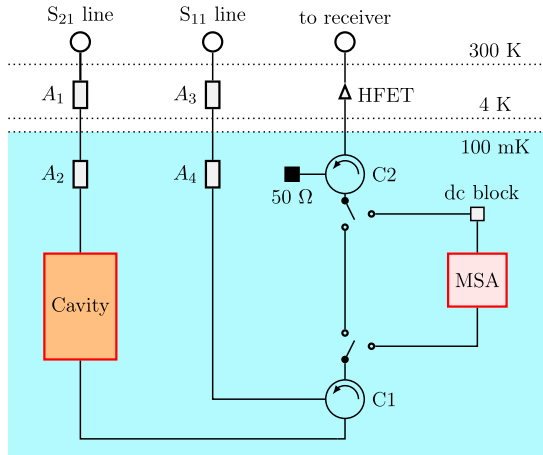 S₂₁ line
S₁₁ line
to receiver
300 K
A₁
A₃
HFET
4 K
100 mK
A₂
A₄
C2
50 Ω
dc block
Cavity
MSA
C1